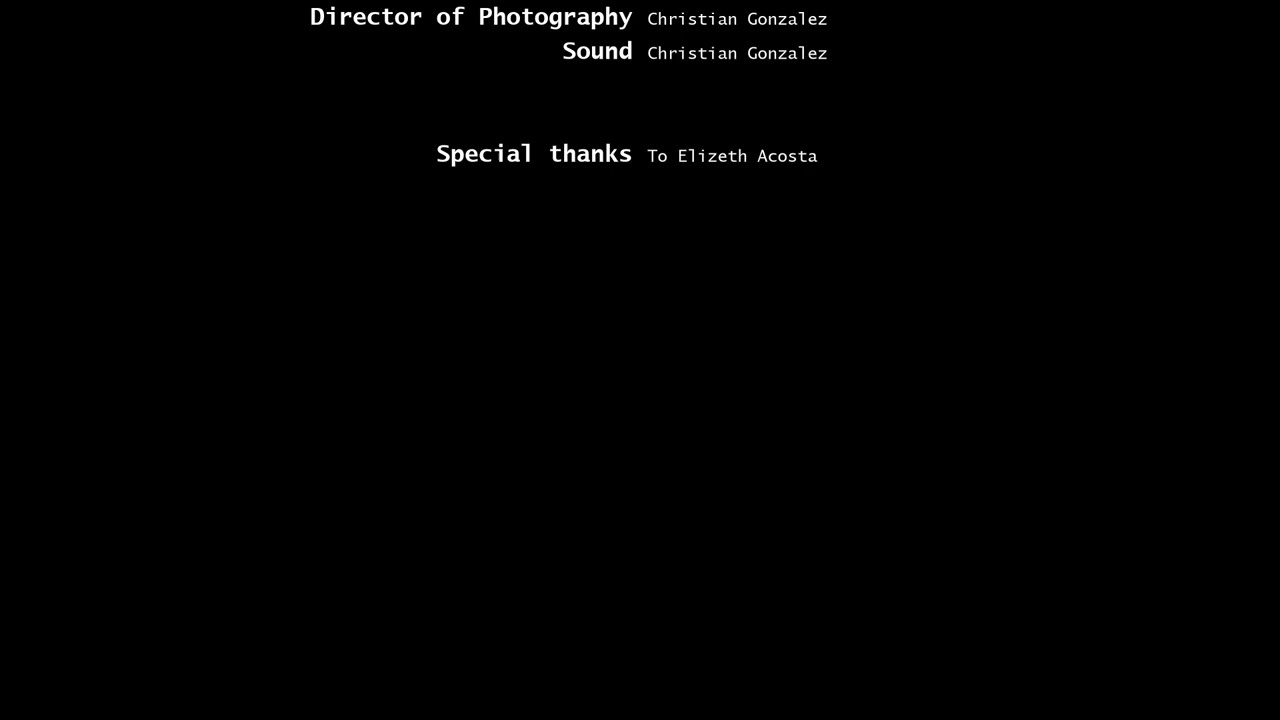 Director of Photography Christian Gonzalez
Sound Christian Gonzalez
Special thanks To Elizeth Acosta